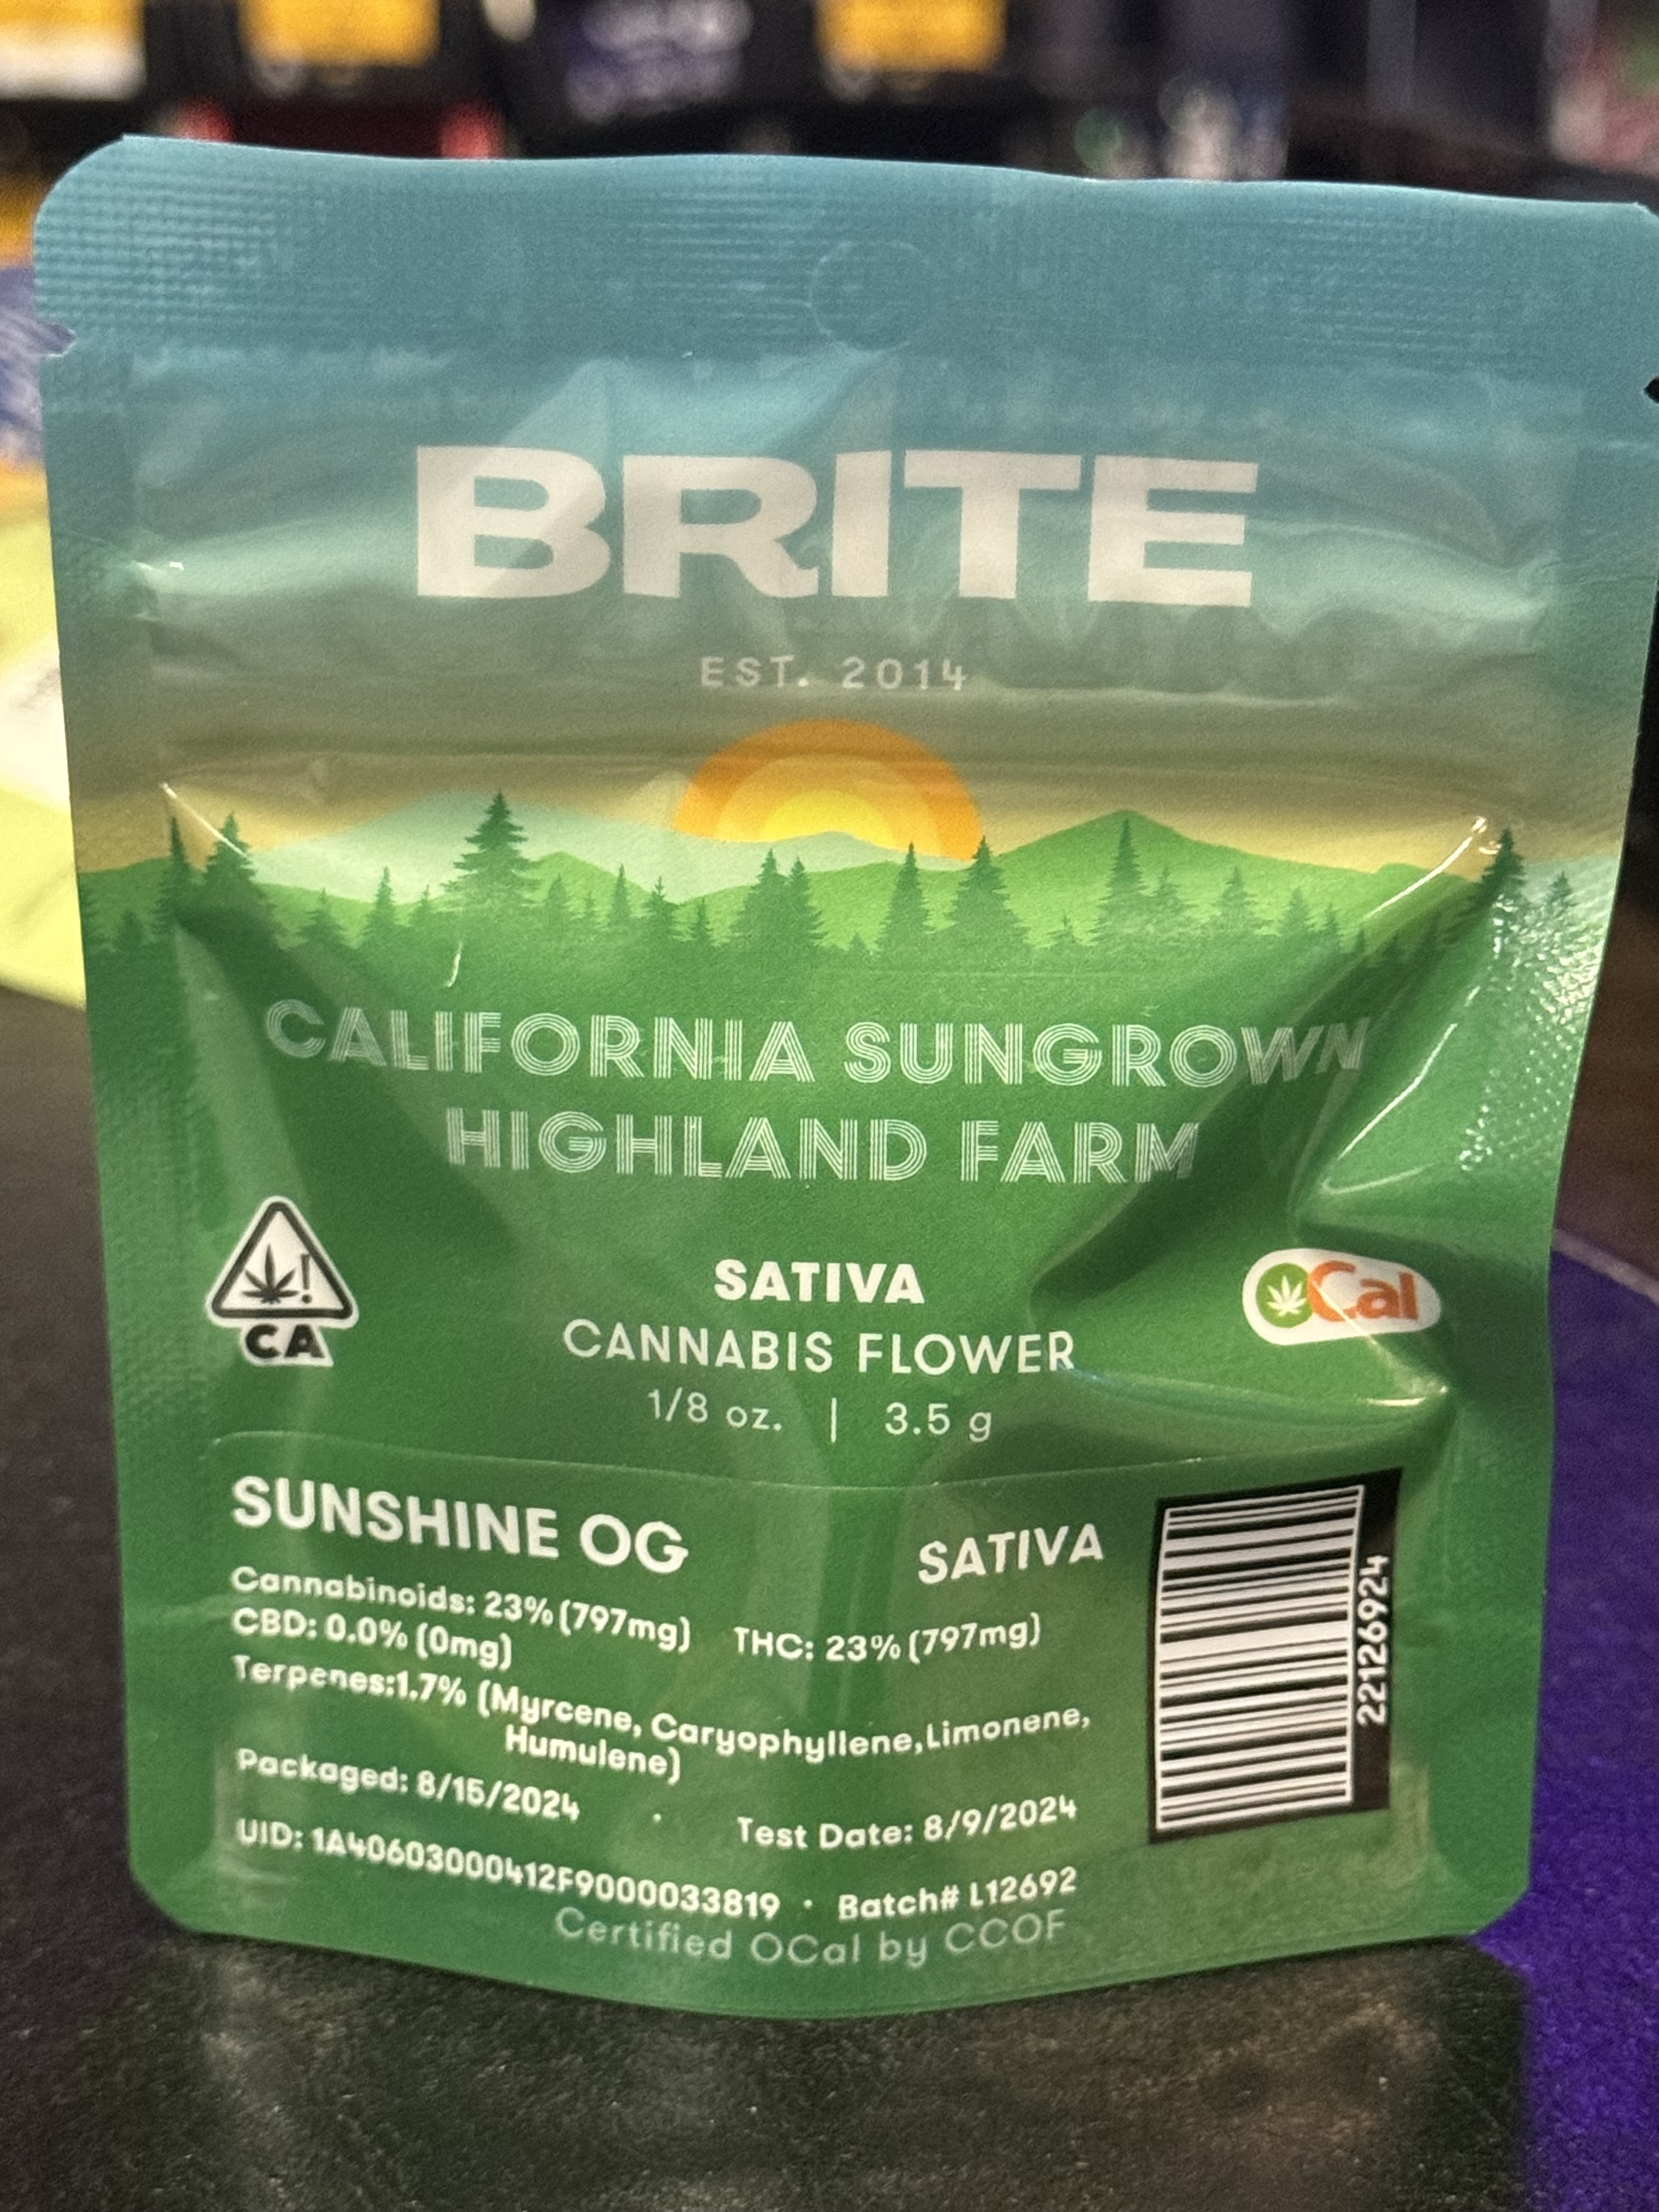 BRITE
EST. 2014
CALIFORNIA SUNGROWN
HIGHLAND FARM
CA
SATIVA
CANNABIS FLOWER
1/8 oz. | 3.5 g
OCal
SUNSHINE OG SATIVA
Cannabinoids: 23% (797mg) THC: 23% (797mg)
CBD: 0.0% (0mg)
Terpenes:1.7% (Myrcene, Caryophyllene,Limonene,
Humulene)
Packaged: 8/15/2024 · Test Date: 8/9/2024
UID: 1A40603000412F9000033819 · Batch# L12692
Certified OCal by CCOF
22126924